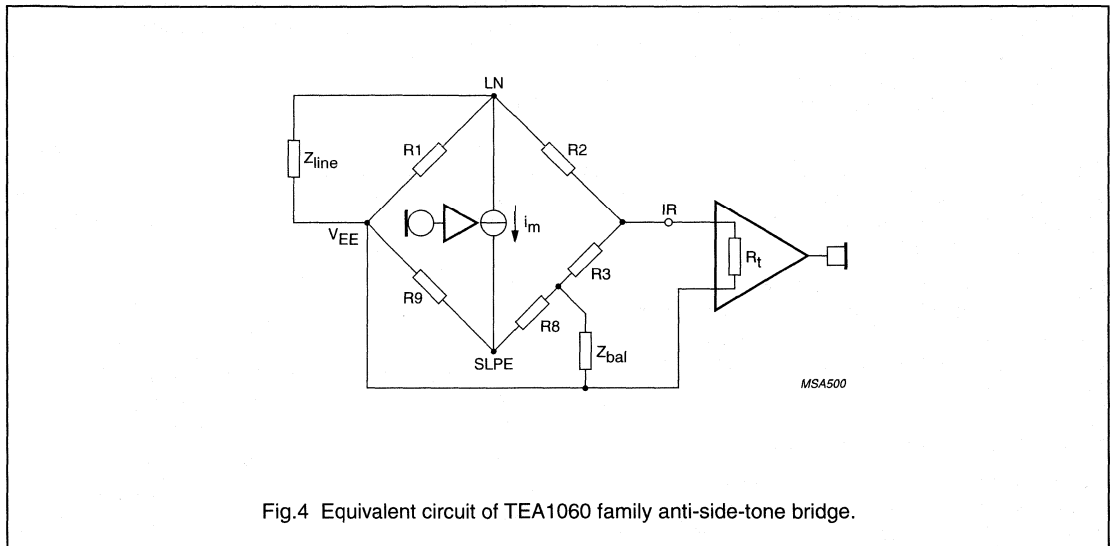 LN
R1
R2
Zline
IR
VEE
im
Rt
R3
R9
R8
Zbal
SLPE
MSA500
Fig.4 Equivalent circuit of TEA1060 family anti-side-tone bridge.